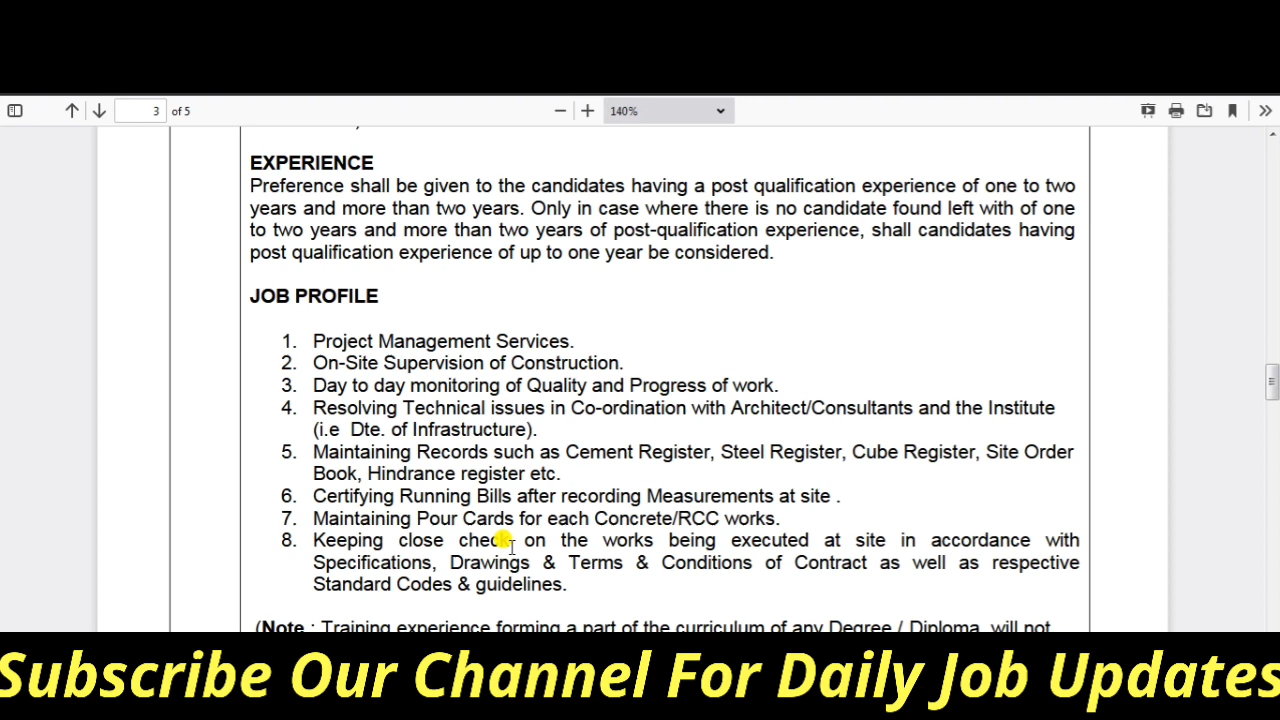 3 of 5
140%
EXPERIENCE
Preference shall be given to the candidates having a post qualification experience of one to two
years and more than two years. Only in case where there is no candidate found left with of one
to two years and more than two years of post-qualification experience, shall candidates having
post qualification experience of up to one year be considered.
JOB PROFILE
1. Project Management Services.
2. On-Site Supervision of Construction.
3. Day to day monitoring of Quality and Progress of work.
4. Resolving Technical issues in Co-ordination with Architect/Consultants and the Institute
(i.e Dte. of Infrastructure).
5. Maintaining Records such as Cement Register, Steel Register, Cube Register, Site Order
Book, Hindrance register etc.
6. Certifying Running Bills after recording Measurements at site .
7. Maintaining Pour Cards for each Concrete/RCC works.
8. Keeping close check on the works being executed at site in accordance with
Specifications, Drawings & Terms & Conditions of Contract as well as respective
Standard Codes & guidelines.
(Note : Training experience forming a part of the curriculum of any Degree / Diploma will not
Subscribe Our Channel For Daily Job Updates